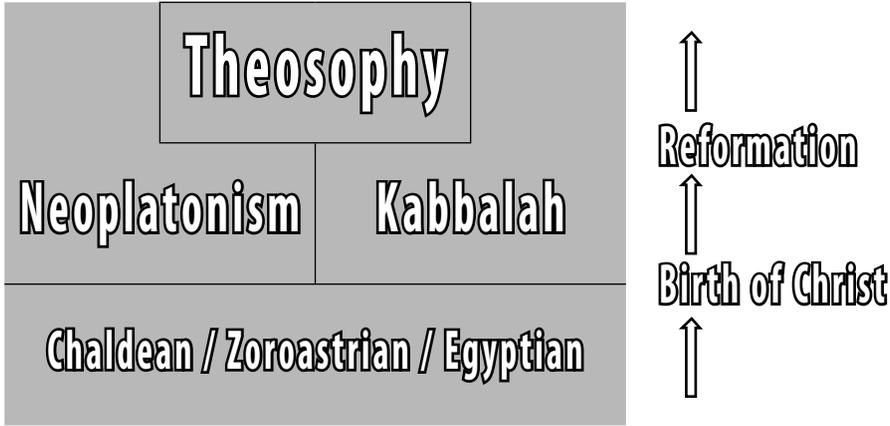 Theosophy
Reformation
Neoplatonism
Kabbalah
Birth of Christ
Chaldean / Zoroastrian / Egyptian